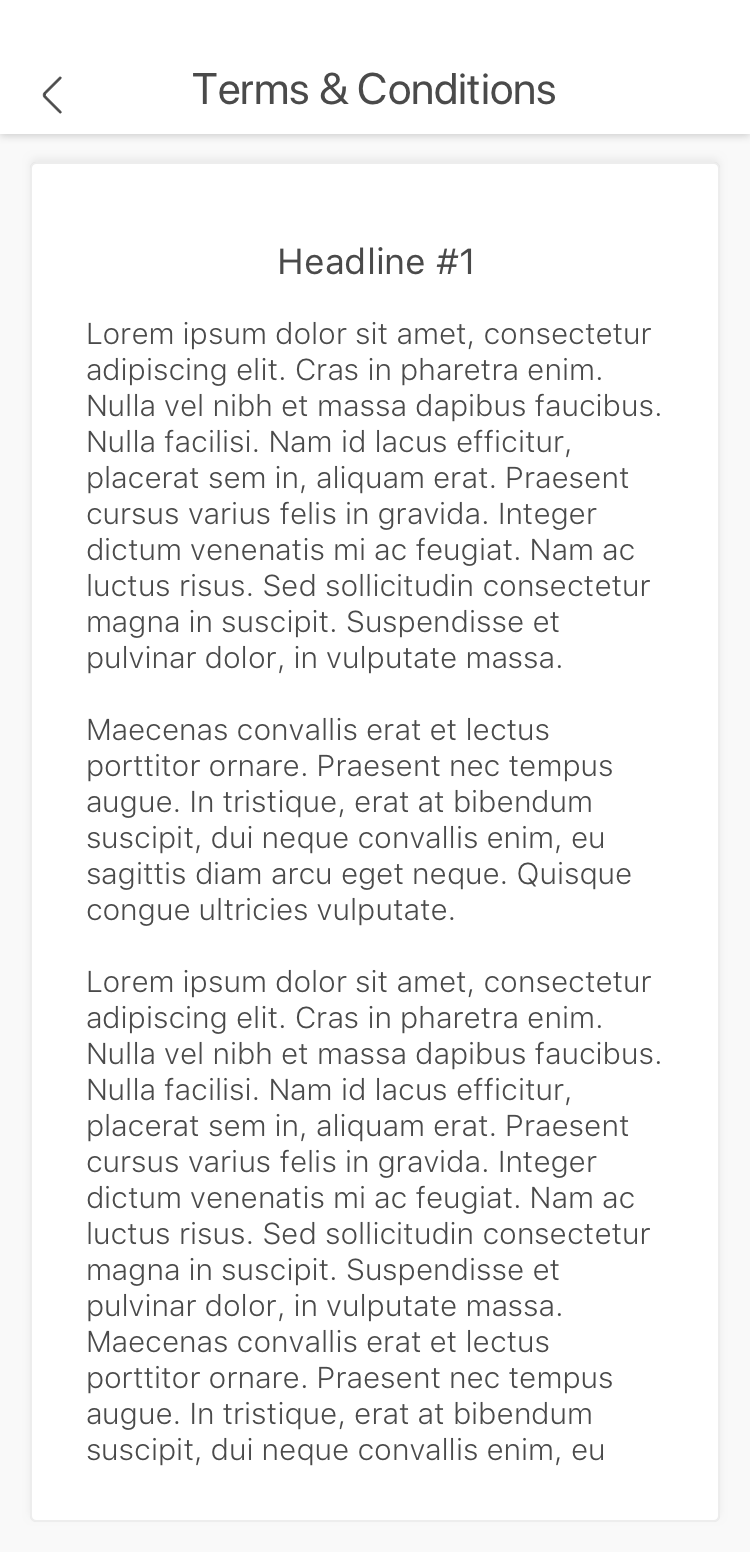 Terms & Conditions
Headline #1
Lorem ipsum dolor sit amet, consectetur
adipiscing elit. Cras in pharetra enim.
Nulla vel nibh et massa dapibus faucibus.
Nulla facilisi. Nam id lacus efficitur,
placerat sem in, aliquam erat. Praesent
cursus varius felis in gravida. Integer
dictum venenatis mi ac feugiat. Nam ac
luctus risus. Sed sollicitudin consectetur
magna in suscipit. Suspendisse et
pulvinar dolor, in vulputate massa.
Maecenas convallis erat et lectus
porttitor ornare. Praesent nec tempus
augue. In tristique, erat at bibendum
suscipit, dui neque convallis enim, eu
sagittis diam arcu eget neque. Quisque
congue ultricies vulputate.
Lorem ipsum dolor sit amet, consectetur
adipiscing elit. Cras in pharetra enim.
Nulla vel nibh et massa dapibus faucibus.
Nulla facilisi. Nam id lacus efficitur,
placerat sem in, aliquam erat. Praesent
cursus varius felis in gravida. Integer
dictum venenatis mi ac feugiat. Nam ac
luctus risus. Sed sollicitudin consectetur
magna in suscipit. Suspendisse et
pulvinar dolor, in vulputate massa.
Maecenas convallis erat et lectus
porttitor ornare. Praesent nec tempus
augue. In tristique, erat at bibendum
suscipit, dui neque convallis enim, eu